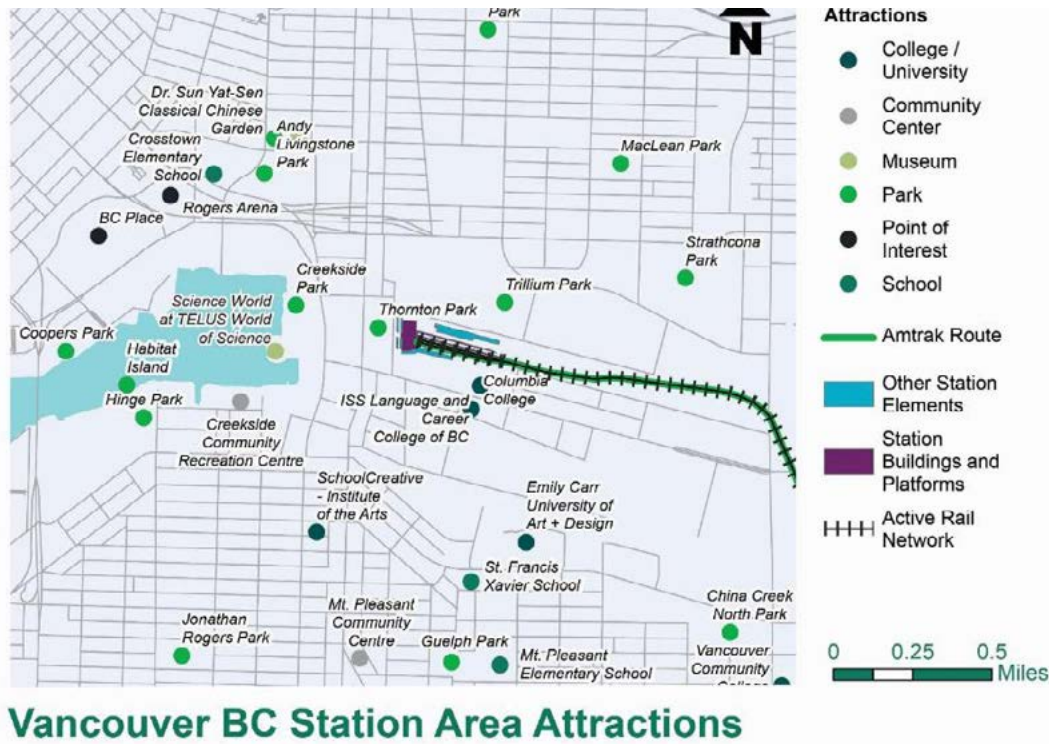 Park
N
Dr. Sun Yat-Sen
Classical Chinese
Garden
Andy
Livingstone
Park
Crosstown
Elementary
School
MacLean Park
Rogers Arena
BC Place
Strathcona
Park
Creekside
Park
Trillium Park
Science World
at TELUS World
of Science
Thornton Park
Coopers Park
Habitat
Island
Columbia
College
Hinge Park
ISS Language and
Career
College of BC
Creekside
Community
Recreation Centre
SchoolCreative
- Institute
of the Arts
Emily Carr
University of
Art + Design
St. Francis
Xavier School
China Creek
North Park
Jonathan
Rogers Park
Mt. Pleasant
Community
Centre
Guelph Park
Mt. Pleasant
Elementary School
Vancouver
Community
College
Attractions
College /
University
Community
Center
Museum
Park
Point of
Interest
School
Amtrak Route
Other Station
Elements
Station
Buildings and
Platforms
Active Rail
Network
0 0.25 0.5
Miles
Vancouver BC Station Area Attractions